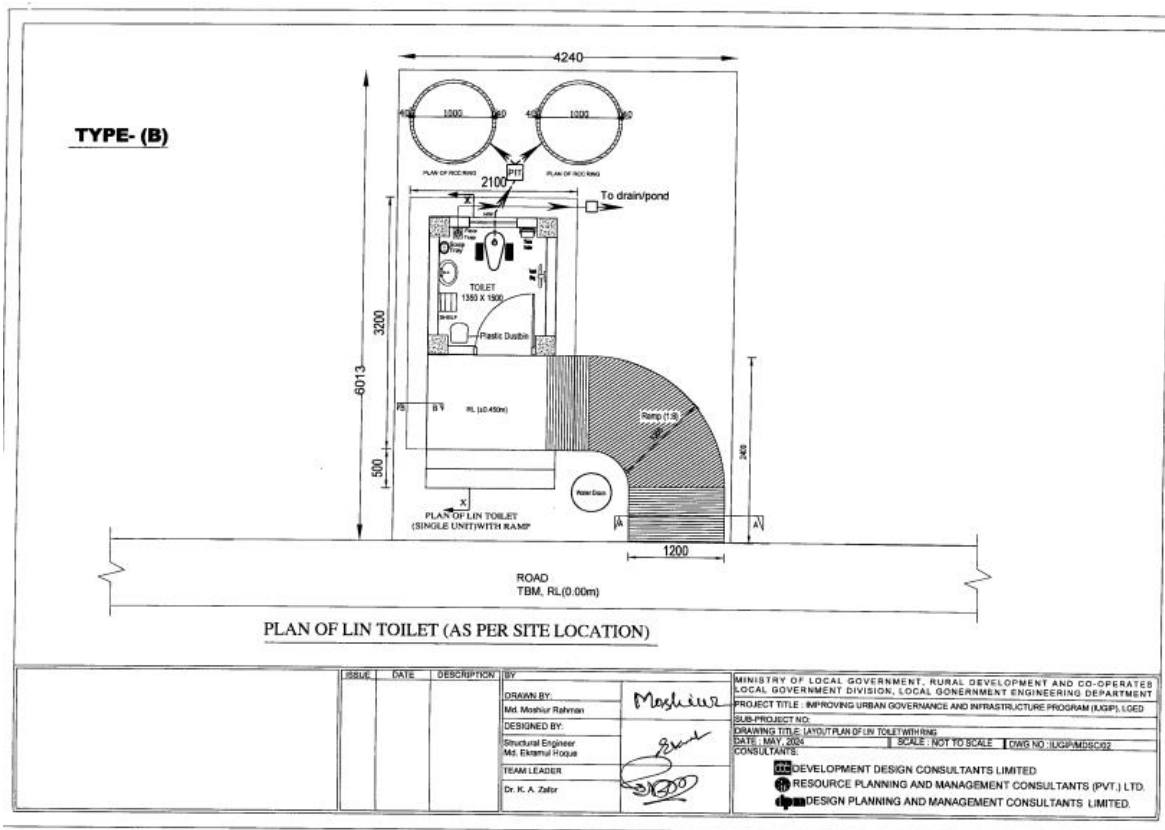 4240
TYPE- (B)
40 1000 40
40 1000 40
PLAN OF RCC RING
PLAN OF RCC RING
PIT
2100
To drain/pond
X
Floor Trap
Soap Tray
TOILET
1350 X 1500
SHELF
Plastic Dustbin
3200
6013
RL (±0.450m)
B
B
Ramp (1:8)
2400
500
Water Drum
X
PLAN OF LIN TOILET
(SINGLE UNIT)WITH RAMP
A
A
1200
ROAD
TBM, RL(0.00m)
PLAN OF LIN TOILET (AS PER SITE LOCATION)
ISSUE DATE DESCRIPTION BY
DRAWN BY:
Md. Moshiur Rahman
Moshiur
DESIGNED BY:
Structural Engineer
Md. Ekramul Hoque
TEAM LEADER
Dr. K. A. Zafor
MINISTRY OF LOCAL GOVERNMENT, RURAL DEVELOPMENT AND CO-OPERATES
LOCAL GOVERNMENT DIVISION, LOCAL GONERNMENT ENGINEERING DEPARTMENT
PROJECT TITLE : IMPROVING URBAN GOVERNANCE AND INFRASTRUCTURE PROGRAM (IUGIP), LGED
SUB-PROJECT NO:
DRAWING TITLE: LAYOUT PLAN OF LIN TOILET WITH RING
DATE : MAY, 2024 SCALE : NOT TO SCALE DWG NO : IUGIP/MDSC/02
CONSULTANTS:
ddc DEVELOPMENT DESIGN CONSULTANTS LIMITED
RESOURCE PLANNING AND MANAGEMENT CONSULTANTS (PVT.) LTD.
dpm DESIGN PLANNING AND MANAGEMENT CONSULTANTS LIMITED.